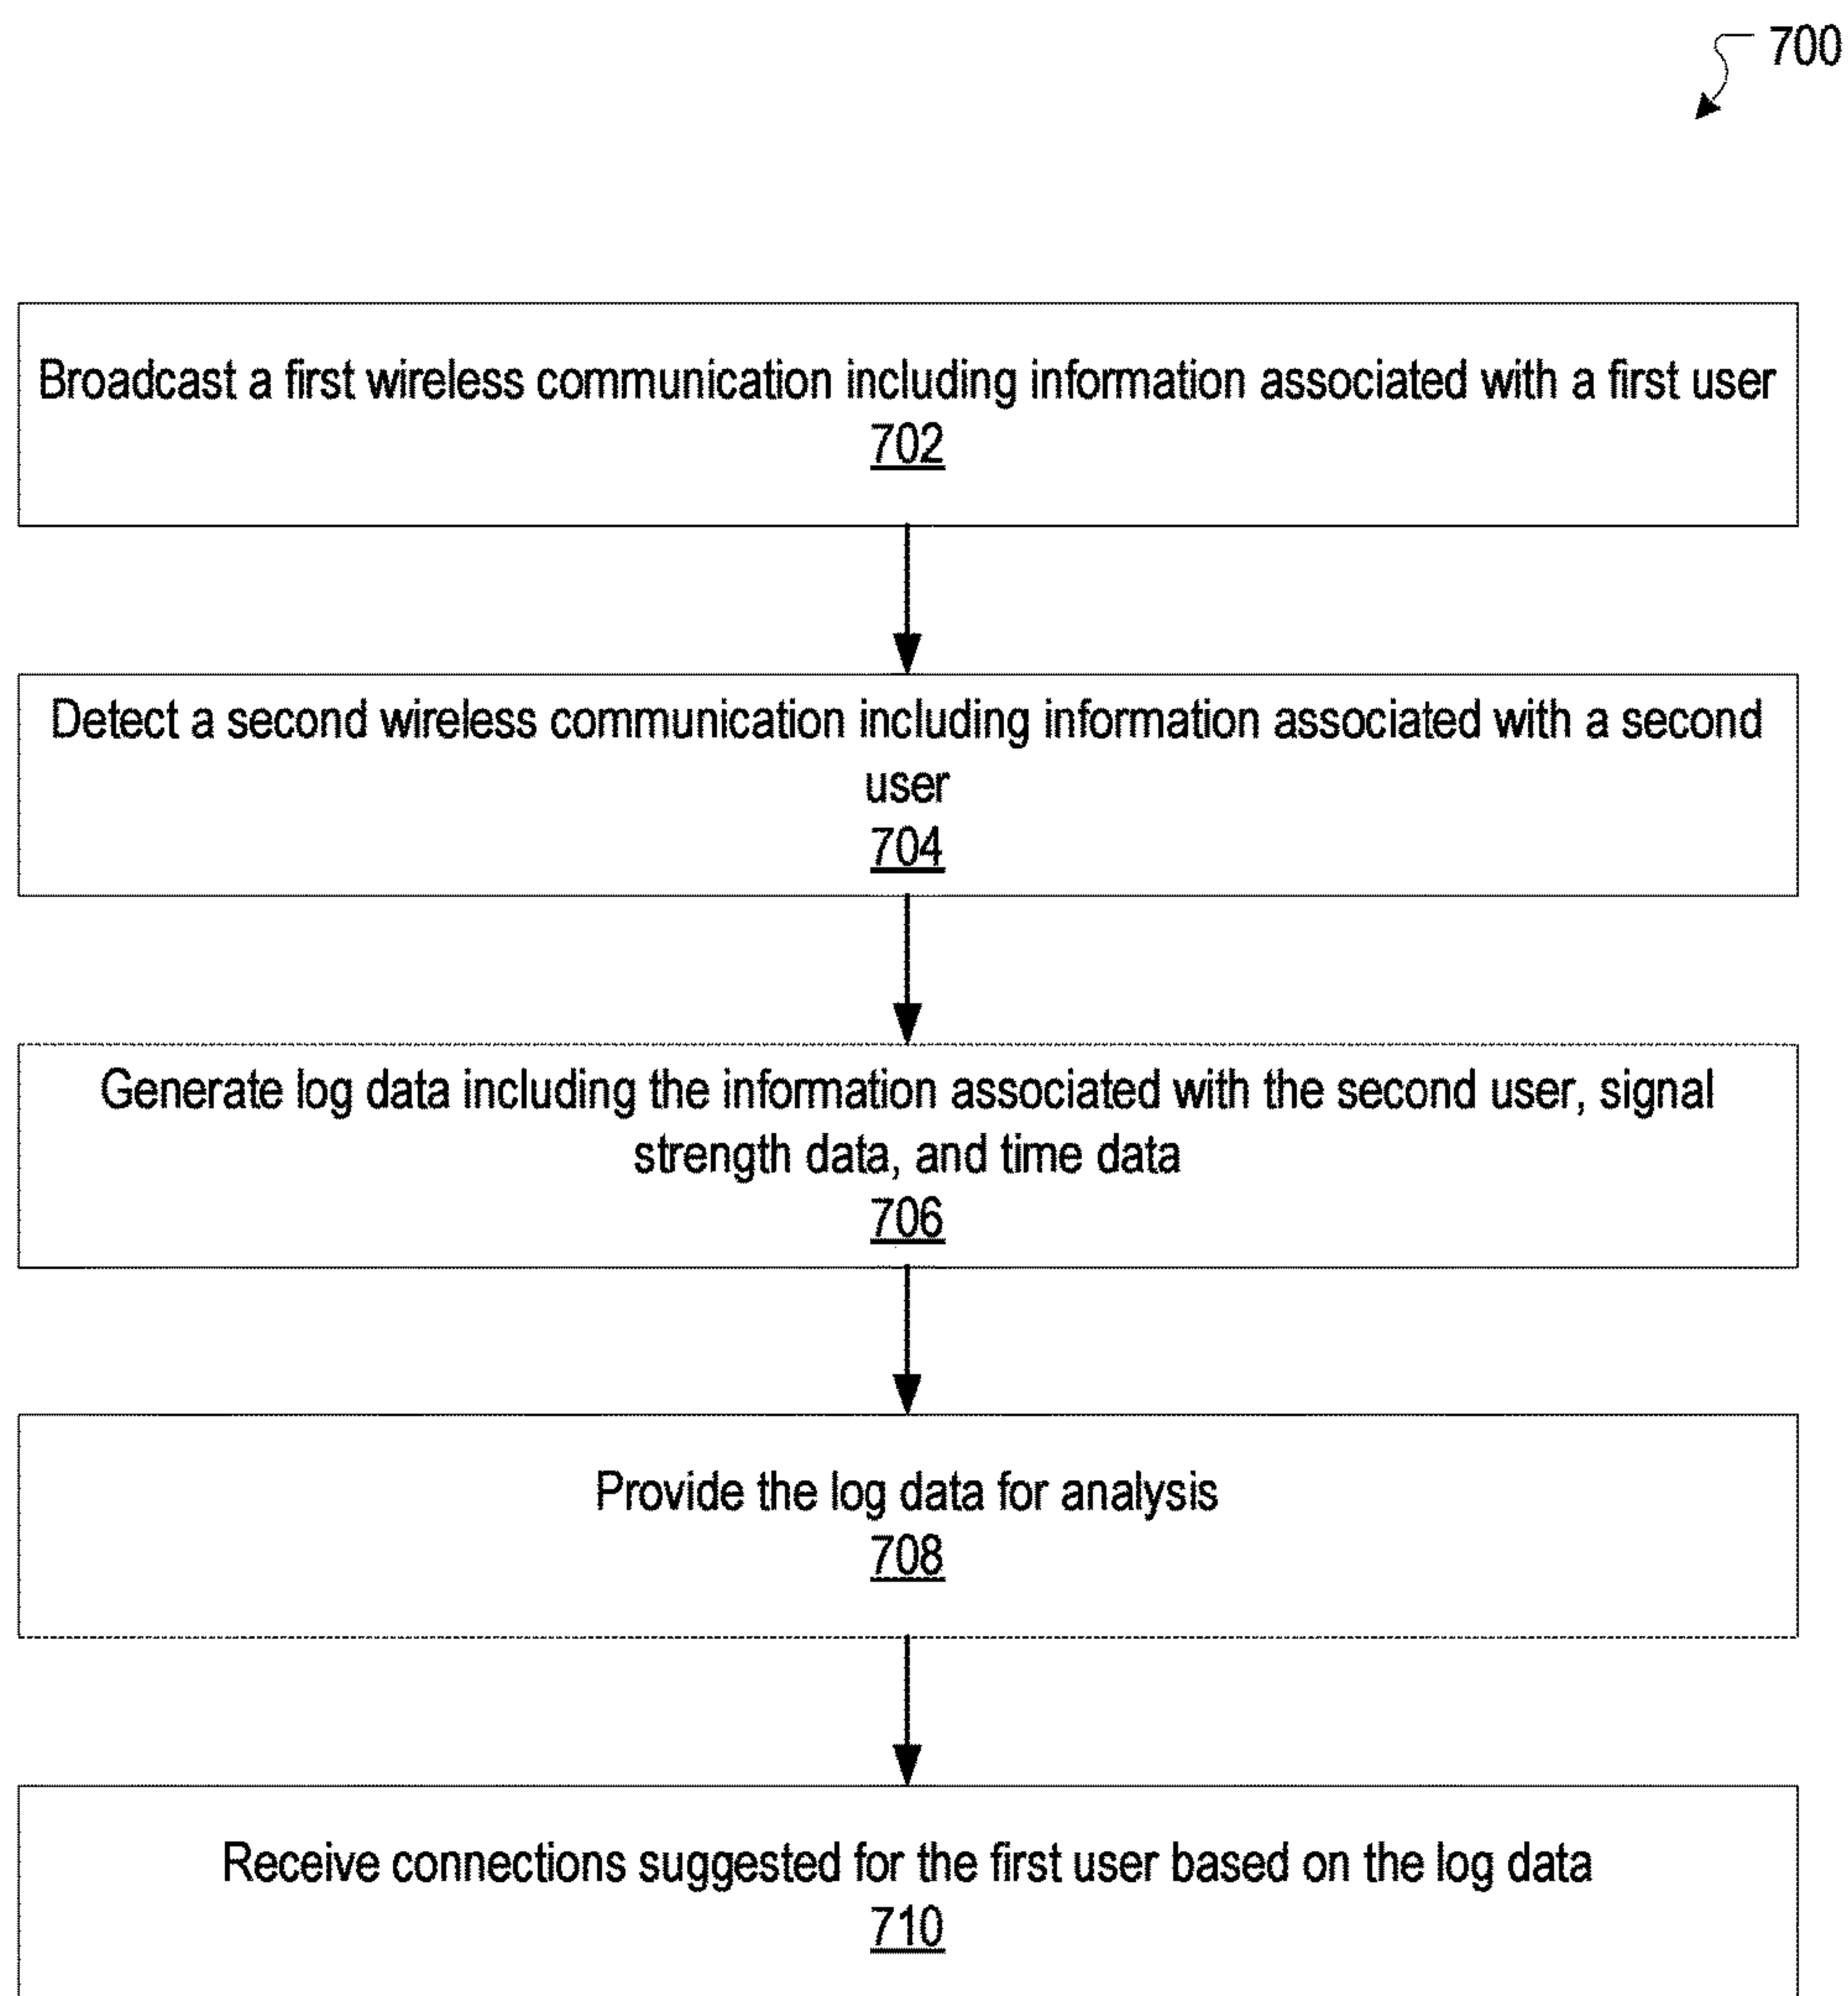 700
Broadcast a first wireless communication including information associated with a first user
702
Detect a second wireless communication including information associated with a second
user
704
Generate log data including the information associated with the second user, signal
strength data, and time data
706
Provide the log data for analysis
708
Receive connections suggested for the first user based on the log data
710